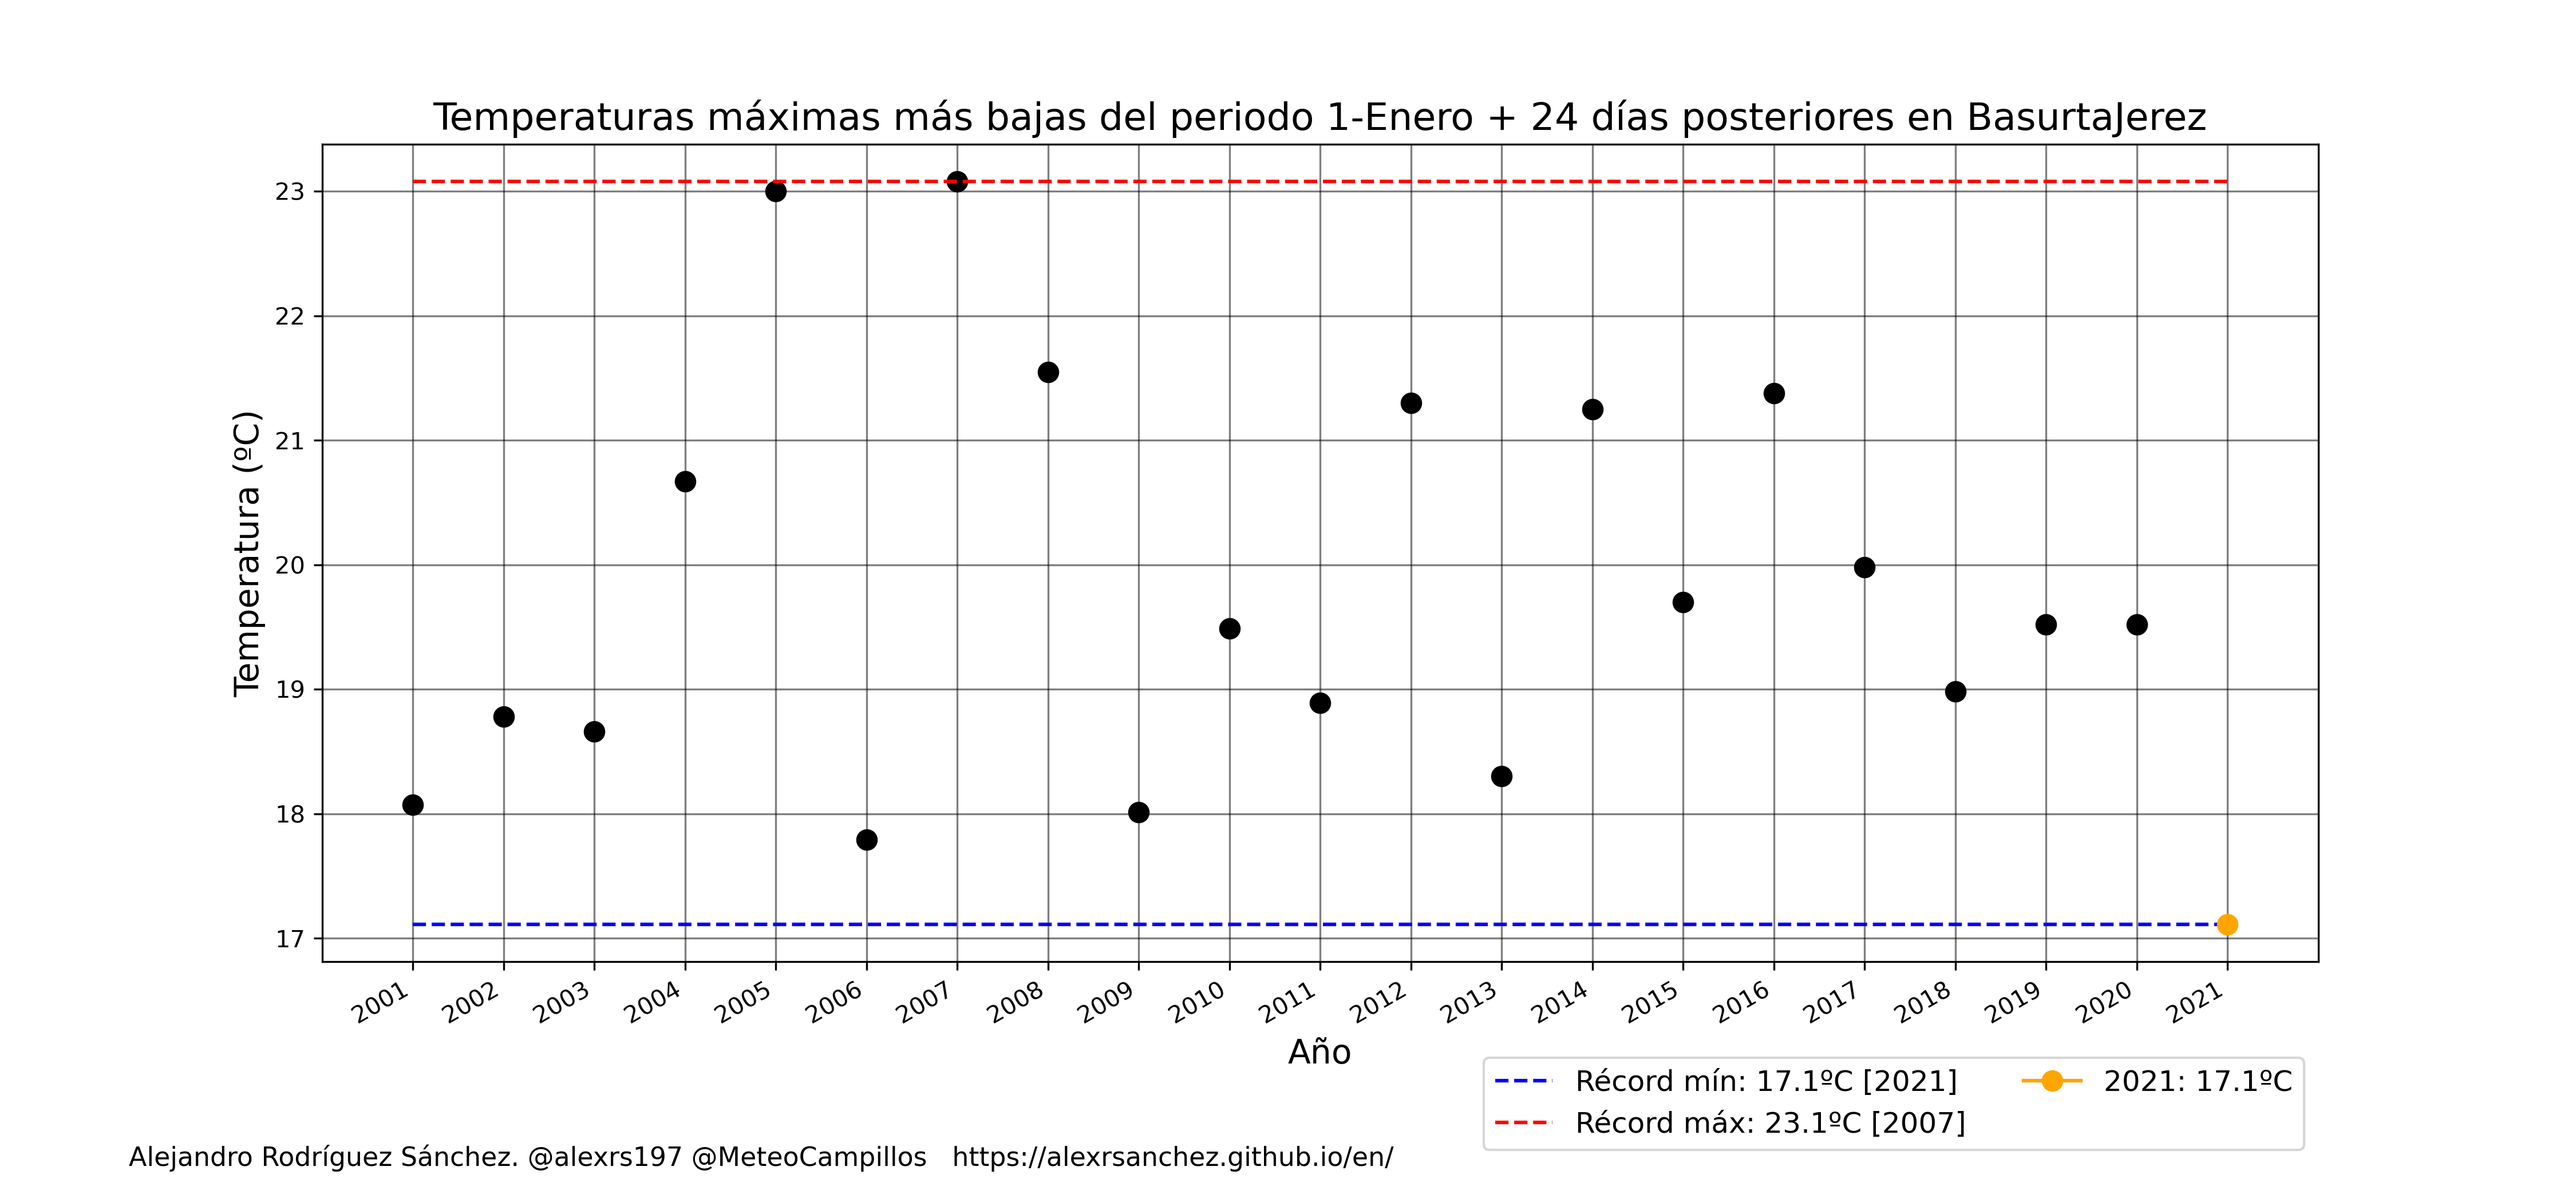 Temperaturas máximas más bajas del periodo 1-Enero + 24 días posteriores en BasurtaJerez
Temperatura (ºC)
23
22
21
20
19
18
17
2001 2002 2003 2004 2005 2006 2007 2008 2009 2010 2011 2012 2013 2014 2015 2016 2017 2018 2019 2020 2021
Año
Récord mín: 17.1ºC [2021] 2021: 17.1ºC
Récord máx: 23.1ºC [2007]
Alejandro Rodríguez Sánchez. @alexrs197 @MeteoCampillos https://alexrsanchez.github.io/en/